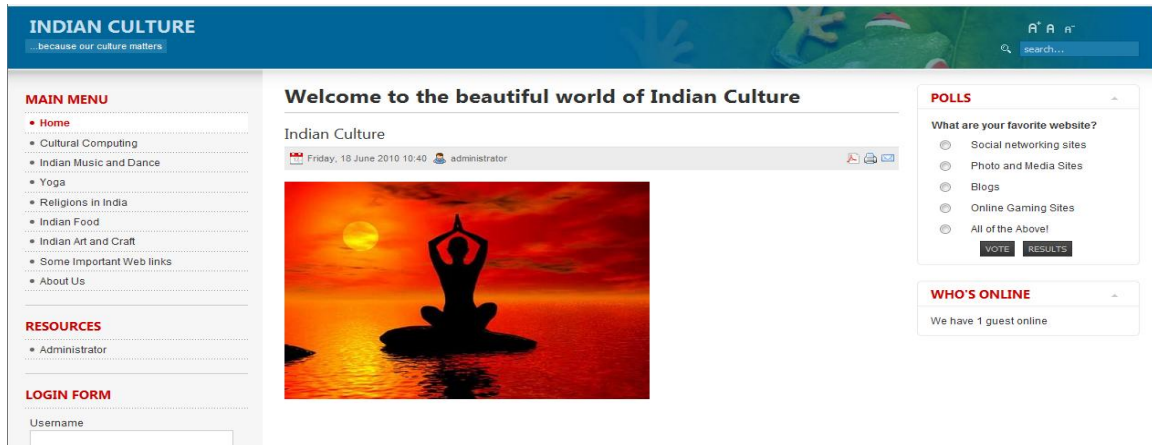 INDIAN CULTURE
...because our culture matters
A+ A A-
search...
MAIN MENU
Home
Cultural Computing
Indian Music and Dance
Yoga
Religions in India
Indian Food
Indian Art and Craft
Some Important Web links
About Us
RESOURCES
Administrator
LOGIN FORM
Username
Welcome to the beautiful world of Indian Culture
Indian Culture
Friday, 18 June 2010 10:40 administrator
POLLS
What are your favorite website?
Social networking sites
Photo and Media Sites
Blogs
Online Gaming Sites
All of the Above!
VOTE RESULTS
WHO'S ONLINE
We have 1 guest online